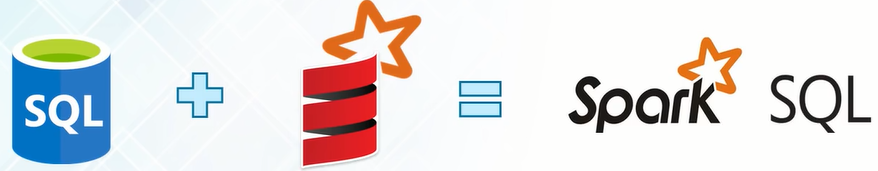 SQL + = Spark SQL